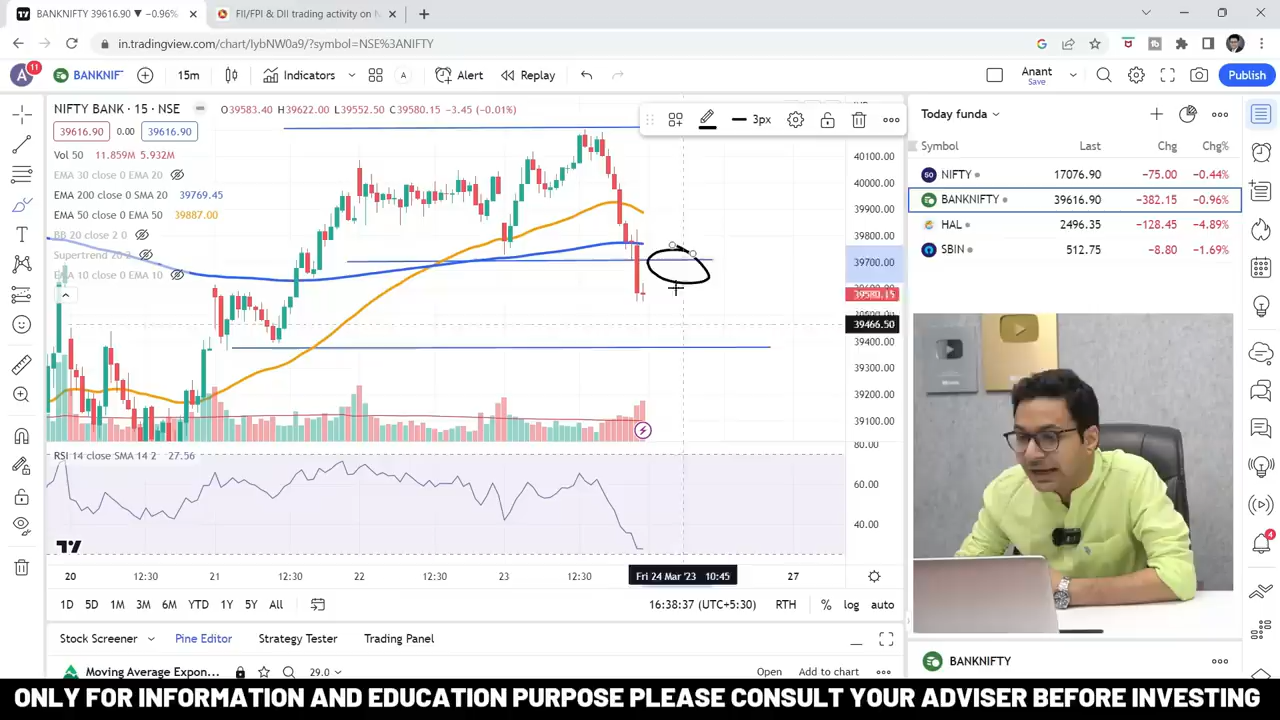 BANKNIFTY 39616.90 ▼ −0.96%
FII/FPI & DII trading activity on
in.tradingview.com/chart/IybNW0a9/?symbol=NSE%3ANIFTY
A 11
BANKNIF
15m
Indicators
A
Alert
Replay
Anant
Save
Publish
NIFTY BANK · 15 · NSE
O39583.40 H39622.00 L39552.50 C39580.15 −3.45 (−0.01%)
3px
39616.90 0.00 39616.90
Vol 50 11.859M 5.932M
EMA 30 close 0 EMA 20
EMA 200 close 0 SMA 20 39769.45
EMA 50 close 0 EMA 50 39887.00
BB 20 close 2 0
Supertrend 20 2
EMA 10 close 0 EMA 10
40100.00
40000.00
39900.00
39800.00
39700.00
39580.15
39466.50
39400.00
39300.00
39200.00
39100.00
RSI 14 close SMA 14 2 27.56
80.00
60.00
40.00
20 12:30 21 12:30 22 12:30 23 12:30 Fri 24 Mar '23 10:45 27
1D 5D 1M 3M 6M YTD 1Y 5Y All
16:38:37 (UTC+5:30) RTH % log auto
Stock Screener Pine Editor Strategy Tester Trading Panel
Moving Average Expon... 29.0 Open Add to chart
Today funda
Symbol Last Chg Chg%
NIFTY 17076.90 −75.00 −0.44%
BANKNIFTY 39616.90 −382.15 −0.96%
HAL 2496.35 −128.45 −4.89%
SBIN 512.75 −8.80 −1.69%
4
BANKNIFTY
ONLY FOR INFORMATION AND EDUCATION PURPOSE PLEASE CONSULT YOUR ADVISER BEFORE INVESTING